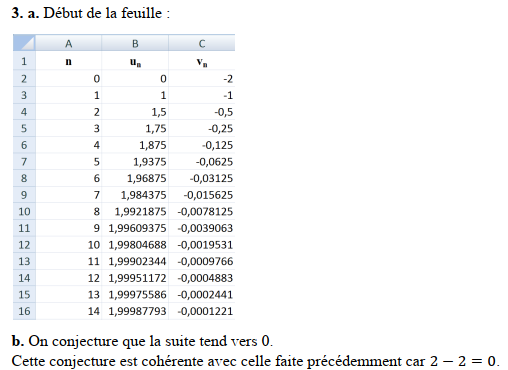 3. a. Début de la feuille :
A B C
1 n uₙ vₙ
2 0 0 -2
3 1 1 -1
4 2 1,5 -0,5
5 3 1,75 -0,25
6 4 1,875 -0,125
7 5 1,9375 -0,0625
8 6 1,96875 -0,03125
9 7 1,984375 -0,015625
10 8 1,9921875 -0,0078125
11 9 1,99609375 -0,0039063
12 10 1,99804688 -0,0019531
13 11 1,99902344 -0,0009766
14 12 1,99951172 -0,0004883
15 13 1,99975586 -0,0002441
16 14 1,99987793 -0,0001221
b. On conjecture que la suite tend vers 0.
Cette conjecture est cohérente avec celle faite précédemment car 2 − 2 = 0.